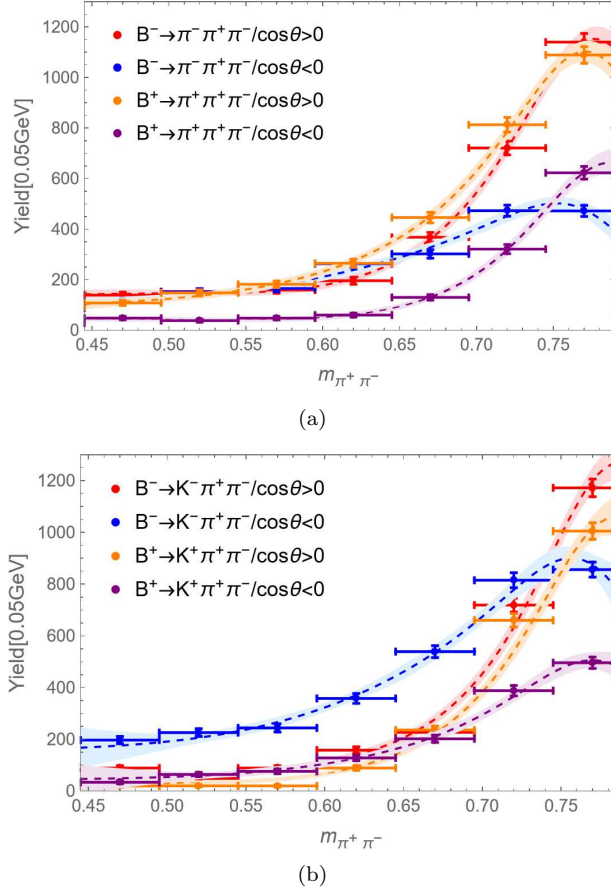 1200
1000
800
600
400
200
0
Yield[0.05GeV]
B⁻→π⁻π⁺π⁻/cosθ>0
B⁻→π⁻π⁺π⁻/cosθ<0
B⁺→π⁺π⁺π⁻/cosθ>0
B⁺→π⁺π⁺π⁻/cosθ<0
0.45 0.50 0.55 0.60 0.65 0.70 0.75
m_{π⁺ π⁻}
(a)
1200
1000
800
600
400
200
0
Yield[0.05GeV]
B⁻→K⁻π⁺π⁻/cosθ>0
B⁻→K⁻π⁺π⁻/cosθ<0
B⁺→K⁺π⁺π⁻/cosθ>0
B⁺→K⁺π⁺π⁻/cosθ<0
0.45 0.50 0.55 0.60 0.65 0.70 0.75
m_{π⁺ π⁻}
(b)